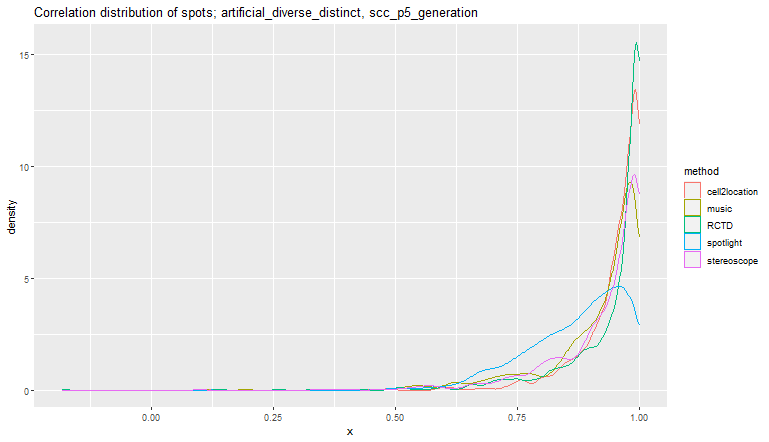 Correlation distribution of spots; artificial_diverse_distinct, scc_p5_generation
15
10
5
0
density
0.00 0.25 0.50 0.75 1.00
x
method
cell2location
music
RCTD
spotlight
stereoscope